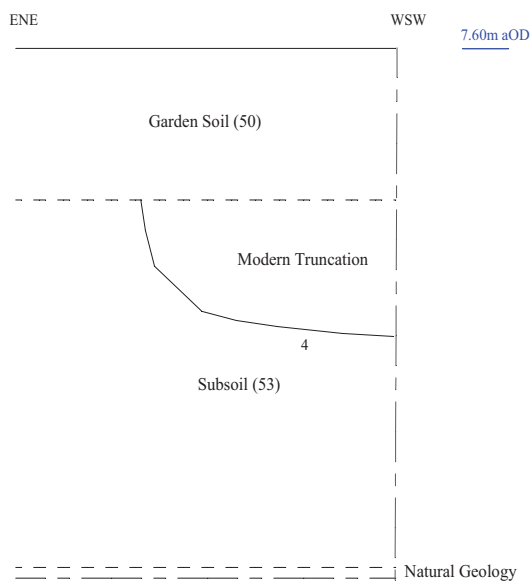 ENE
WSW
7.60m aOD
Garden Soil (50)
Modern Truncation
4
Subsoil (53)
Natural Geology